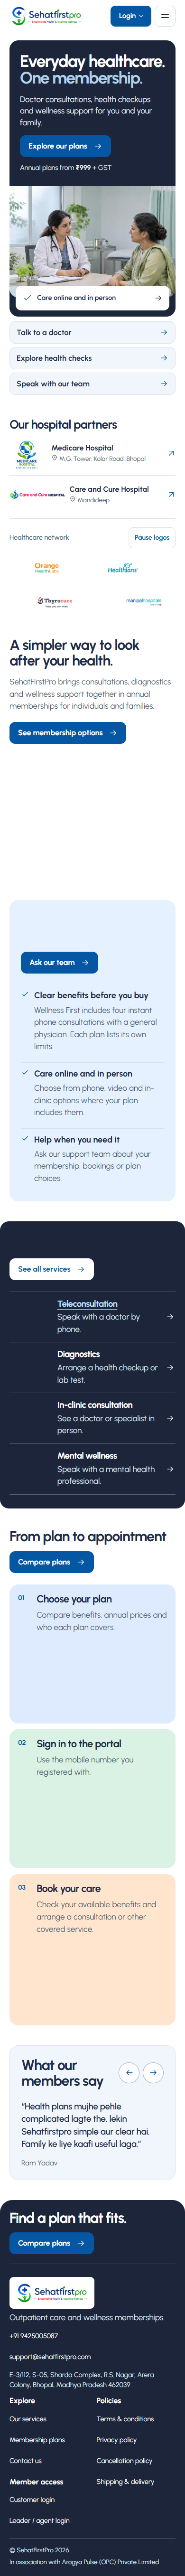 Sehatfirstpro
Protecting Health & Saving Wellness
Login
Everyday healthcare.
One membership.
Doctor consultations, health checkups
and wellness support for you and your
family.
Explore our plans
Annual plans from ₹999 + GST
Care online and in person
Talk to a doctor
Explore health checks
Speak with our team
Our hospital partners
MEDICARE
HOSPITAL
Medicare Hospital
M.G. Tower, Kolar Road, Bhopal
Care and Cure HOSPITAL
Care and Cure Hospital
Mandideep
Healthcare network
Pause logos
Orange
Health Labs
Healthians
Thyrocare
manipalhospitals
A simpler way to look
after your health.
SehatFirstPro brings consultations, diagnostics
and wellness support together in annual
memberships for individuals and families.
See membership options
Ask our team
Clear benefits before you buy
Wellness First includes four instant
phone consultations with a general
physician. Each plan lists its own
limits.
Care online and in person
Choose from phone, video and in-
clinic options where your plan
includes them.
Help when you need it
Ask our support team about your
membership, bookings or plan
choices.
See all services
Teleconsultation
Speak with a doctor by
phone.
Diagnostics
Arrange a health checkup or
lab test.
In-clinic consultation
See a doctor or specialist in
person.
Mental wellness
Speak with a mental health
professional.
From plan to appointment
Compare plans
01
Choose your plan
Compare benefits, annual prices and
who each plan covers.
02
Sign in to the portal
Use the mobile number you
registered with.
03
Book your care
Check your available benefits and
arrange a consultation or other
covered service.
What our
members say
“Health plans mujhe pehle
complicated lagte the, lekin
Sehatfirstpro simple aur clear hai.
Family ke liye kaafi useful laga.”
Ram Yadav
Find a plan that fits.
Compare plans
Sehatfirstpro
Outpatient care and wellness memberships.
+91 9425005087
support@sehatfirstpro.com
E-3/112, S-05, Sharda Complex, R.S. Nagar, Arera
Colony, Bhopal, Madhya Pradesh 462039
Explore
Our services
Membership plans
Contact us
Policies
Terms & conditions
Privacy policy
Cancellation policy
Shipping & delivery
Member access
Customer login
Leader / agent login
© SehatFirstPro 2026
In association with Arogya Pulse (OPC) Private Limited